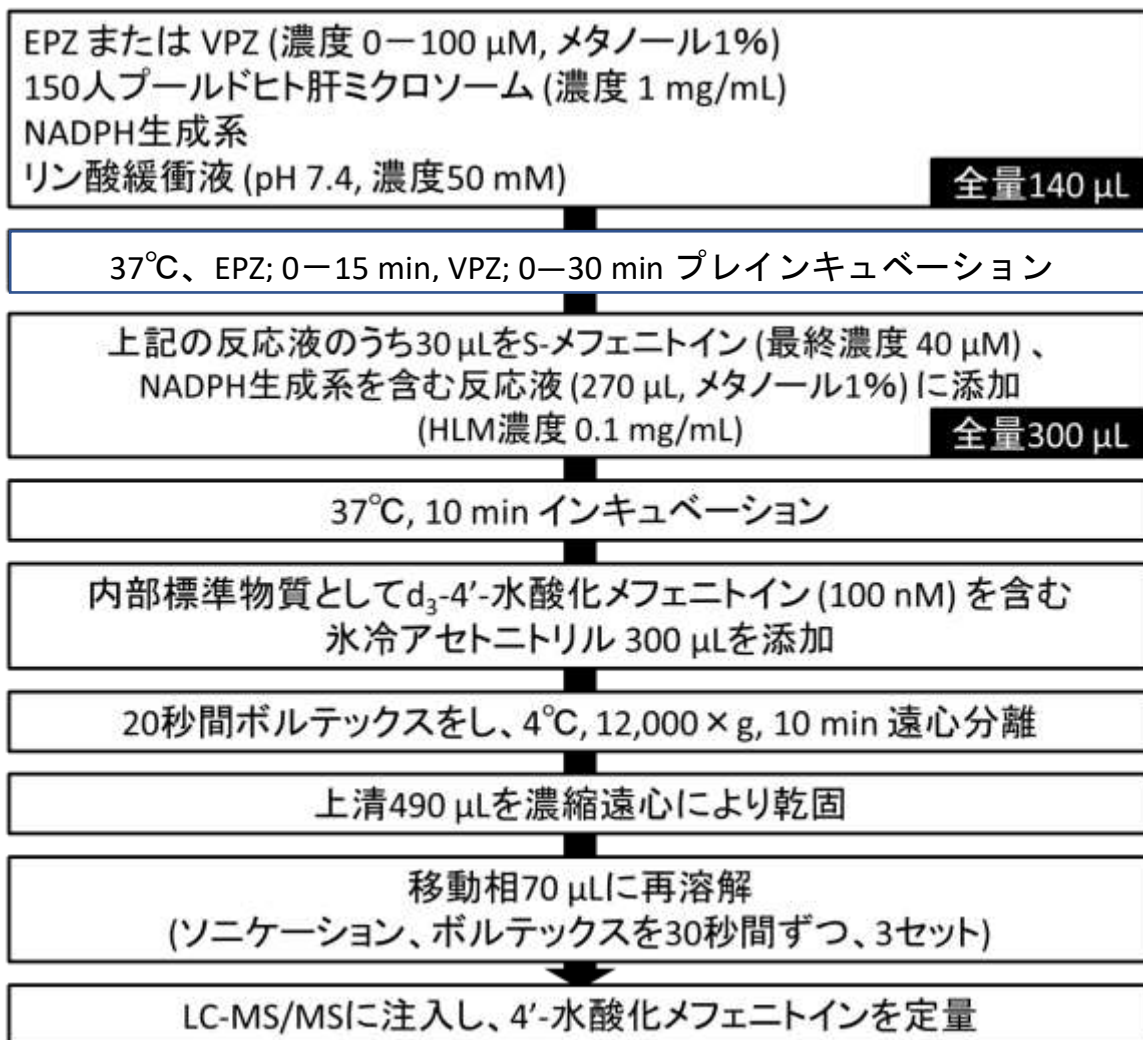 EPZ または VPZ (濃度 0－100 μM, メタノール1%)
150人プールドヒト肝ミクロソーム (濃度 1 mg/mL)
NADPH生成系
リン酸緩衝液 (pH 7.4, 濃度50 mM)
全量140 μL
37℃、EPZ; 0－15 min, VPZ; 0—30 min プレインキュベーション
上記の反応液のうち30 μLをS-メフェニトイン (最終濃度 40 μM) 、
NADPH生成系を含む反応液 (270 μL, メタノール1%) に添加
(HLM濃度 0.1 mg/mL)
全量300 μL
37℃, 10 min インキュベーション
内部標準物質としてd₃-4’-水酸化メフェニトイン (100 nM) を含む
氷冷アセトニトリル 300 μLを添加
20秒間ボルテックスをし、4℃, 12,000 × g, 10 min 遠心分離
上清490 μLを濃縮遠心により乾固
移動相70 μLに再溶解
(ソニケーション、ボルテックスを30秒間ずつ、3セット)
LC-MS/MSに注入し、4’-水酸化メフェニトインを定量